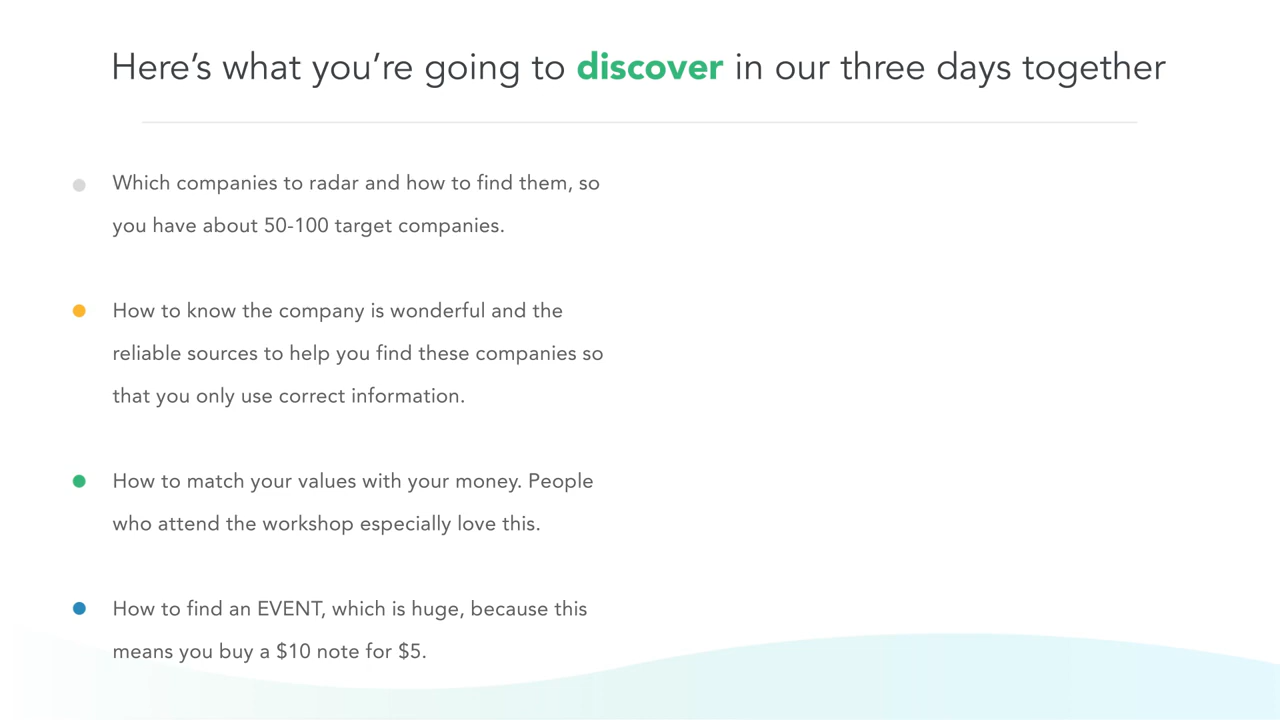 Here’s what you’re going to discover in our three days together
Which companies to radar and how to find them, so
you have about 50-100 target companies.
How to know the company is wonderful and the
reliable sources to help you find these companies so
that you only use correct information.
How to match your values with your money. People
who attend the workshop especially love this.
How to find an EVENT, which is huge, because this
means you buy a $10 note for $5.